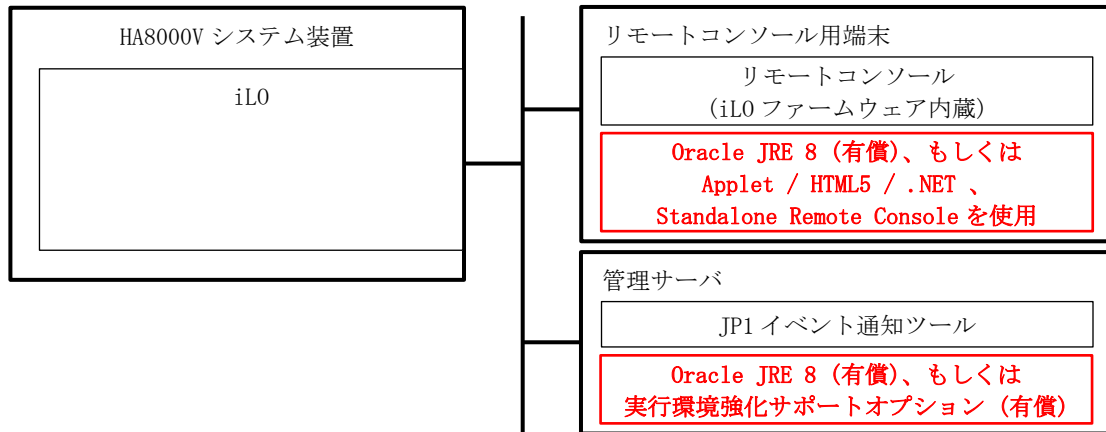 HA8000V システム装置
iLO
リモートコンソール用端末
リモートコンソール
(iLO ファームウェア内蔵)
Oracle JRE 8 (有償)、もしくは
Applet / HTML5 / .NET 、
Standalone Remote Console を使用
管理サーバ
JP1 イベント通知ツール
Oracle JRE 8 (有償)、もしくは
実行環境強化サポートオプション (有償)